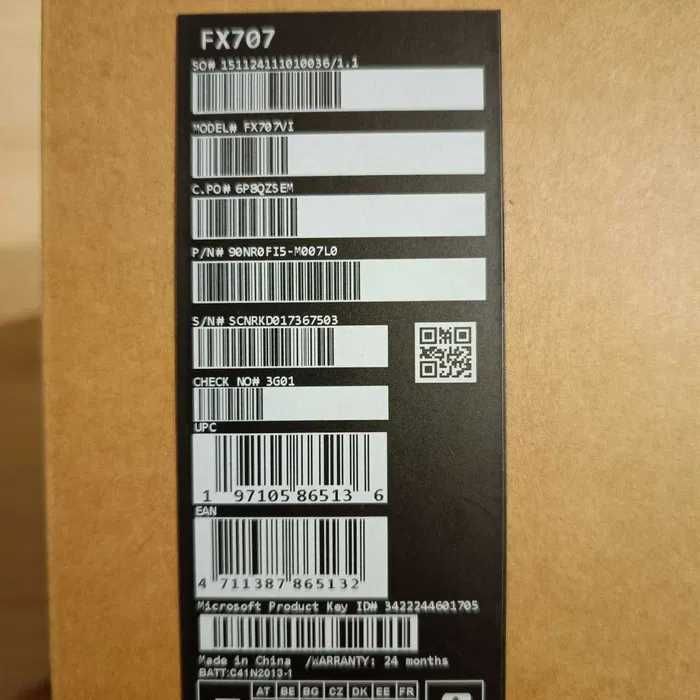 FX707
SO# 151124111010036/1.1
MODEL# FX707VI
C.PO# 6P8QZSEM
P/N# 90NR0FI5-M007L0
S/N# SCNRKD017367503
CHECK NO# 3G01
UPC
1 97105 86513 6
EAN
4 711387 865132
Microsoft Product Key ID# 3422244601705
Made in China /WARRANTY: 24 months
BATT:C41N2013-1
AT BE BG CZ DK EE FR